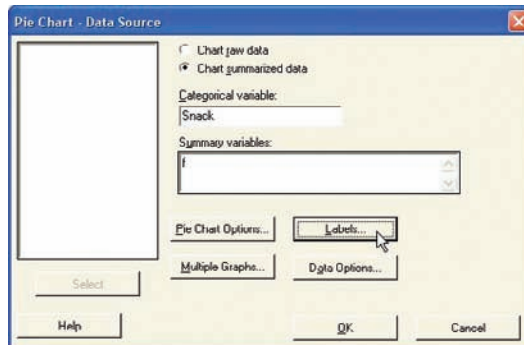 Pie Chart - Data Source
Chart raw data
Chart summarized data
Categorical variable:
Snack
Summary variables:
f
Pie Chart Options...
Labels...
Multiple Graphs...
Data Options...
Select
Help
OK
Cancel